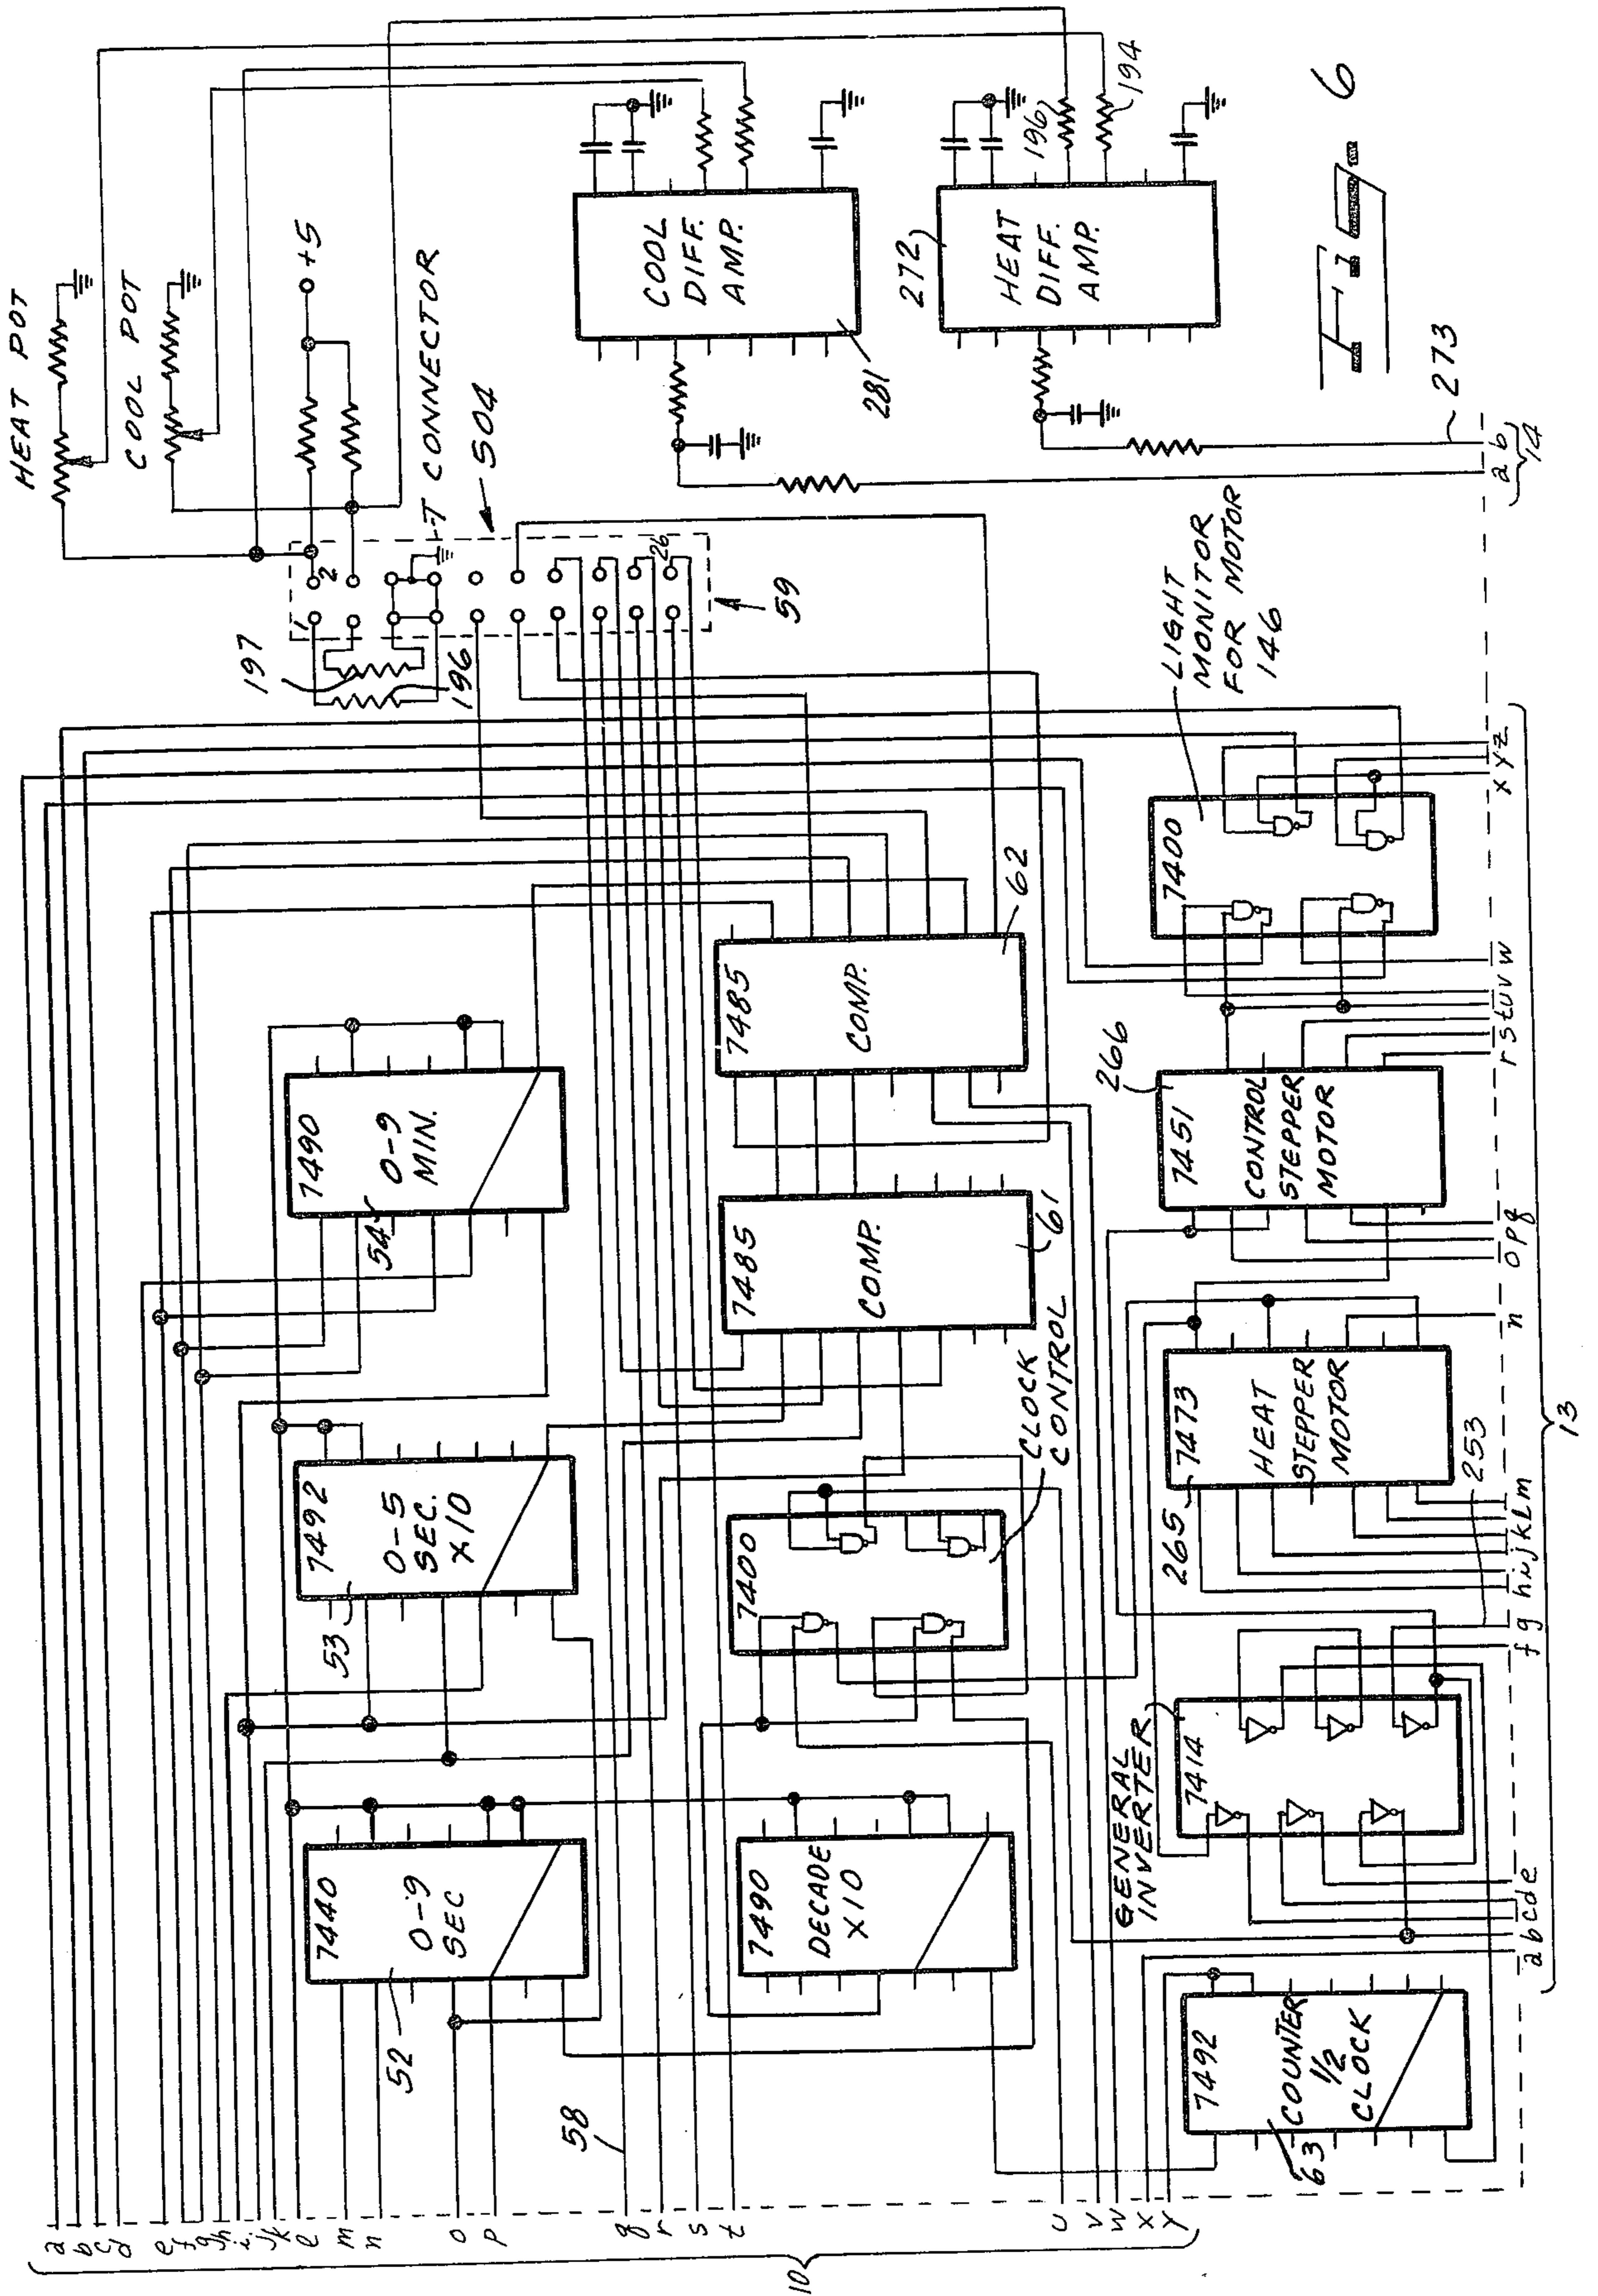 HEAT POT
COOL POT
+5
T CONNECTOR
504
1
2
26
59
197
196
COOL
DIFF.
AMP.
281
272
HEAT
DIFF.
AMP.
196
194
273
a b
14
Fig. 6
7440
0-9
SEC
52
7492
0-5
SEC.
X10
53
7490
0-9
MIN.
54
7490
DECADE
X10
7400
CLOCK
CONTROL
7485
COMP.
61
7485
COMP.
62
58
7492
COUNTER
1/2
CLOCK
63
GENERAL
INVERTER
7414
7473
HEAT
STEPPER
MOTOR
265
253
7451
CONTROL
STEPPER
MOTOR
266
7400
LIGHT
MONITOR
FOR MOTOR
146
a b c d e f g h i j k l m n o p q r s t u v w x y z
13
a b c d e f g h i j k l m n o p q r s t u v w x y
10